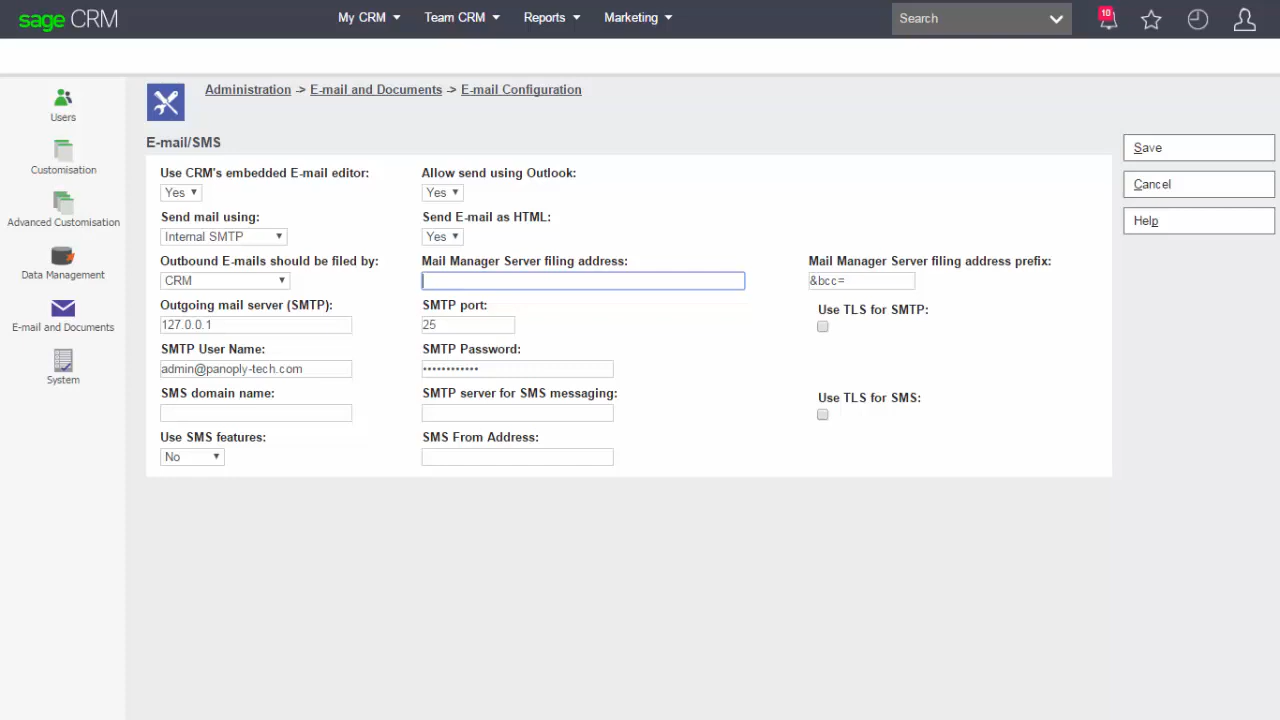 sage CRM
My CRM
Team CRM
Reports
Marketing
Search
10
Users
Customisation
Advanced Customisation
Data Management
E-mail and Documents
System
Administration -> E-mail and Documents -> E-mail Configuration
E-mail/SMS
Use CRM's embedded E-mail editor:
Allow send using Outlook:
Yes
Yes
Send mail using:
Send E-mail as HTML:
Internal SMTP
Yes
Outbound E-mails should be filed by:
Mail Manager Server filing address:
Mail Manager Server filing address prefix:
CRM
&bcc=
Outgoing mail server (SMTP):
SMTP port:
Use TLS for SMTP:
127.0.0.1
25
SMTP User Name:
SMTP Password:
admin@panoply-tech.com
••••••••••••
SMS domain name:
SMTP server for SMS messaging:
Use TLS for SMS:
Use SMS features:
SMS From Address:
No
Save
Cancel
Help